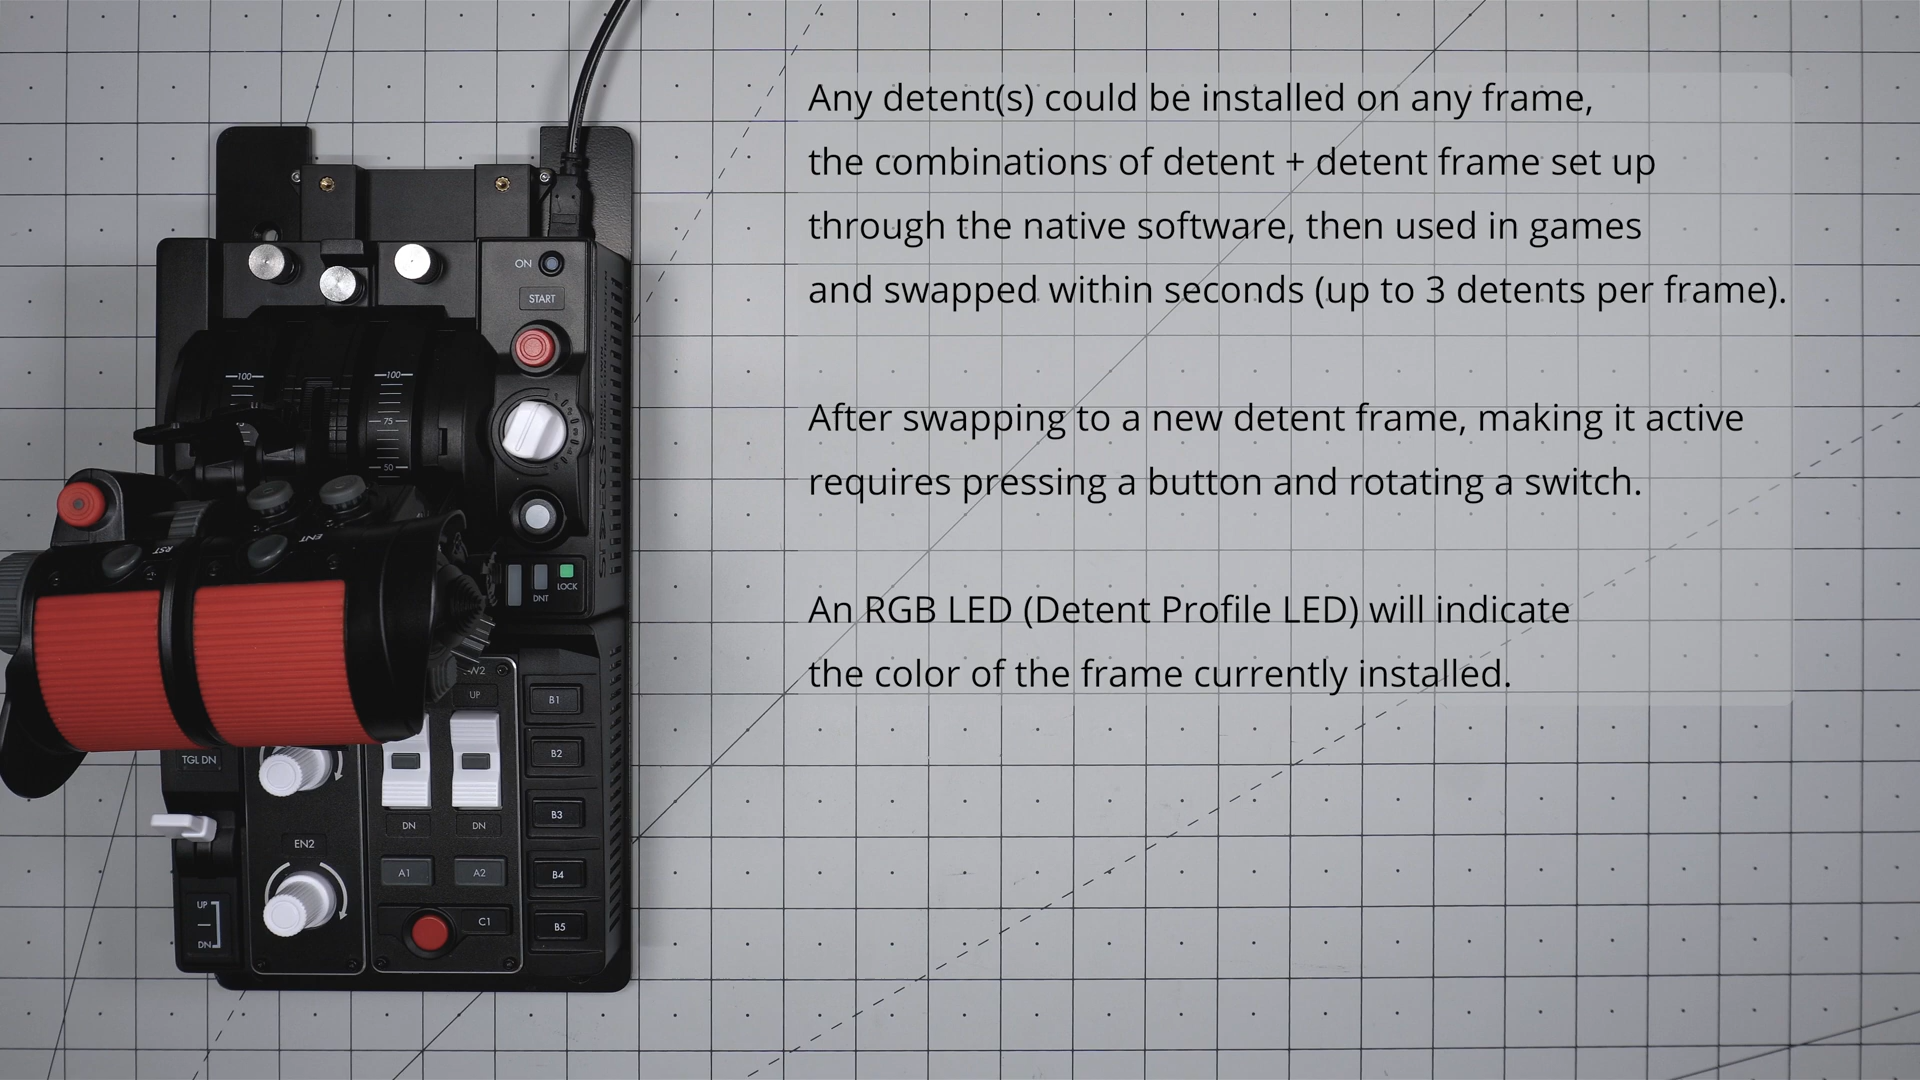 Any detent(s) could be installed on any frame,
the combinations of detent + detent frame set up
through the native software, then used in games
and swapped within seconds (up to 3 detents per frame).
After swapping to a new detent frame, making it active
requires pressing a button and rotating a switch.
An RGB LED (Detent Profile LED) will indicate
the color of the frame currently installed.
ON
START
100
100
75
50
RST
ENT
LOCK
DNT
UP
B1
B2
TGL DN
B3
DN
DN
EN2
A1
A2
B4
UP
C1
B5
DN